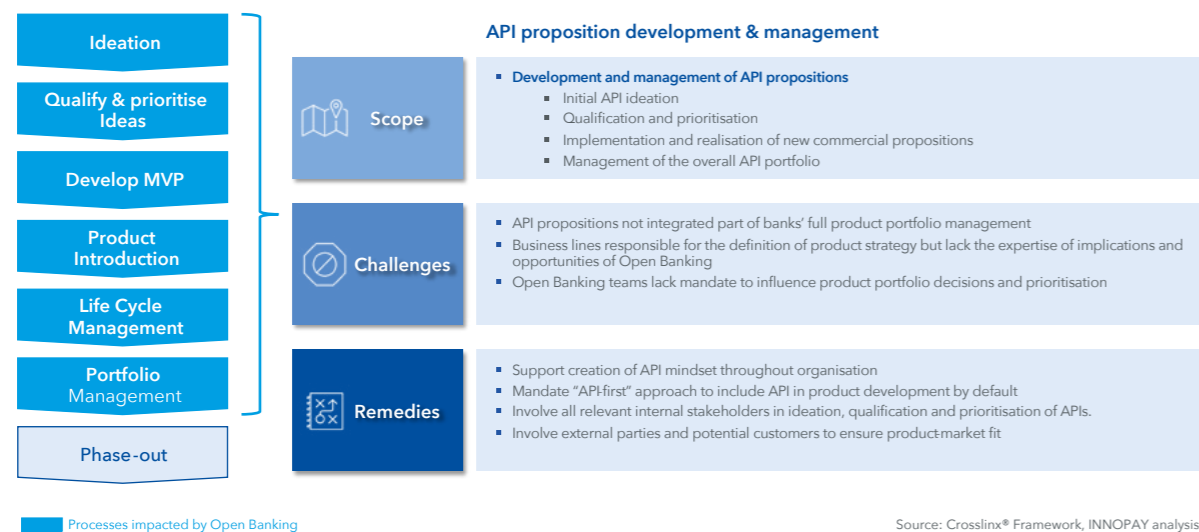 Ideation
Qualify & prioritise
Ideas
Develop MVP
Product
Introduction
Life Cycle
Management
Portfolio
Management
Phase-out
API proposition development & management
Scope
▪ Development and management of API propositions
▪ Initial API ideation
▪ Qualification and prioritisation
▪ Implementation and realisation of new commercial propositions
▪ Management of the overall API portfolio
Challenges
▪ API propositions not integrated part of banks' full product portfolio management
▪ Business lines responsible for the definition of product strategy but lack the expertise of implications and
opportunities of Open Banking
▪ Open Banking teams lack mandate to influence product portfolio decisions and prioritisation
Remedies
▪ Support creation of API mindset throughout organisation
▪ Mandate "API-first" approach to include API in product development by default
▪ Involve all relevant internal stakeholders in ideation, qualification and prioritisation of APIs.
▪ Involve external parties and potential customers to ensure product-market fit
Processes impacted by Open Banking
Source: Crosslinx® Framework, INNOPAY analysis